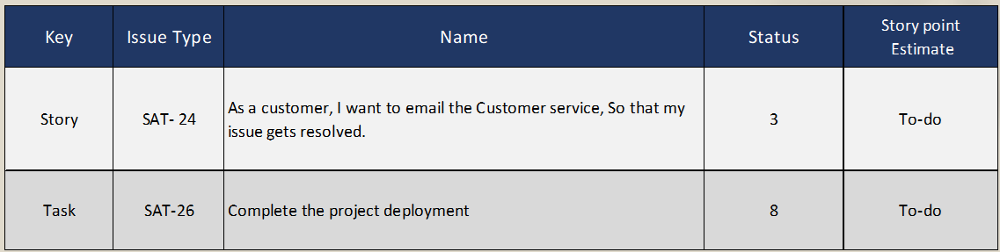 Key Issue Type Name Status Story point
Estimate
Story SAT- 24 As a customer, I want to email the Customer service, So that my
issue gets resolved. 3 To-do
Task SAT-26 Complete the project deployment 8 To-do